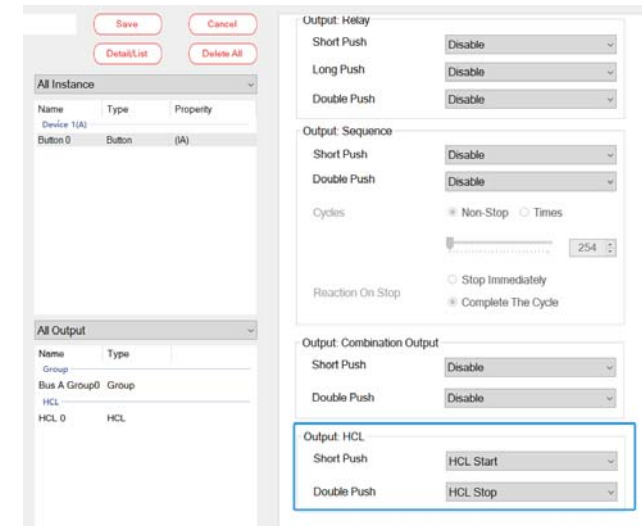 Save Cancel
Detail/List Delete All
All Instance
Name Type Property
Device 1(A)
Button 0 Button (IA)
All Output
Name Type
Group
Bus A Group0 Group
HCL
HCL 0 HCL
Output: Relay
Short Push Disable
Long Push Disable
Double Push Disable
Output: Sequence
Short Push Disable
Double Push Disable
Cycles Non-Stop Times
254
Reaction On Stop Stop Immediately
Complete The Cycle
Output: Combination Output
Short Push Disable
Double Push Disable
Output: HCL
Short Push HCL Start
Double Push HCL Stop